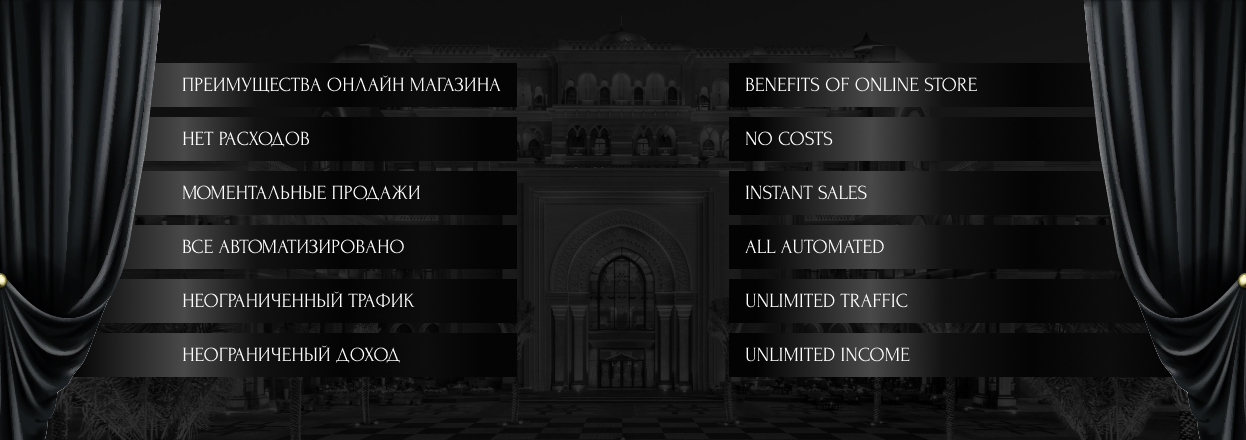 ПРЕИМУЩЕСТВА ОНЛАЙН МАГАЗИНА
НЕТ РАСХОДОВ
МОМЕНТАЛЬНЫЕ ПРОДАЖИ
ВСЕ АВТОМАТИЗИРОВАНО
НЕОГРАНИЧЕННЫЙ ТРАФИК
НЕОГРАНИЧЕНЫЙ ДОХОД
BENEFITS OF ONLINE STORE
NO COSTS
INSTANT SALES
ALL AUTOMATED
UNLIMITED TRAFFIC
UNLIMITED INCOME